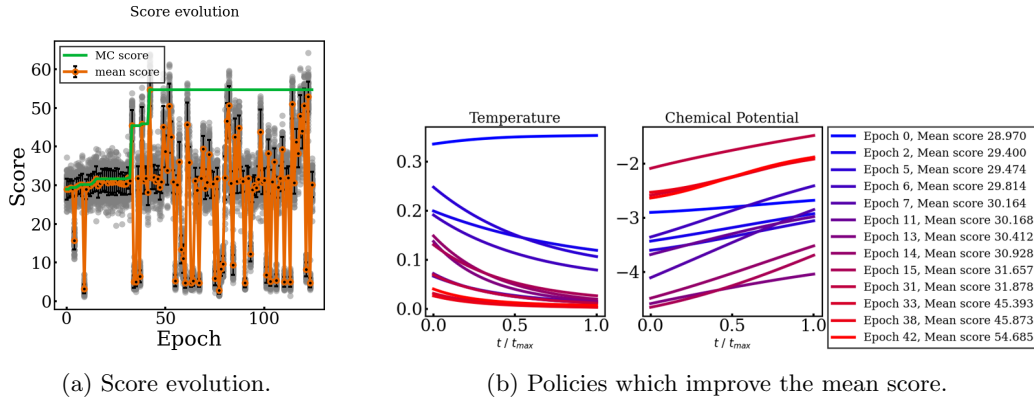 Score evolution
MC score
mean score
60
50
40
30
20
10
0
Score
0
100
Epoch
(a) Score evolution.
Temperature
0.3
0.2
0.1
0.0
0.0
0.5
1.0
t / t_max
Chemical Potential
−2
−3
−4
0.0
0.5
1.0
t / t_max
Epoch 0, Mean score 28.970
Epoch 2, Mean score 29.400
Epoch 5, Mean score 29.474
Epoch 6, Mean score 29.814
Epoch 7, Mean score 30.164
Epoch 11, Mean score 30.168
Epoch 13, Mean score 30.412
Epoch 14, Mean score 30.928
Epoch 15, Mean score 31.657
Epoch 31, Mean score 31.878
Epoch 33, Mean score 45.393
Epoch 38, Mean score 45.873
Epoch 42, Mean score 54.685
(b) Policies which improve the mean score.